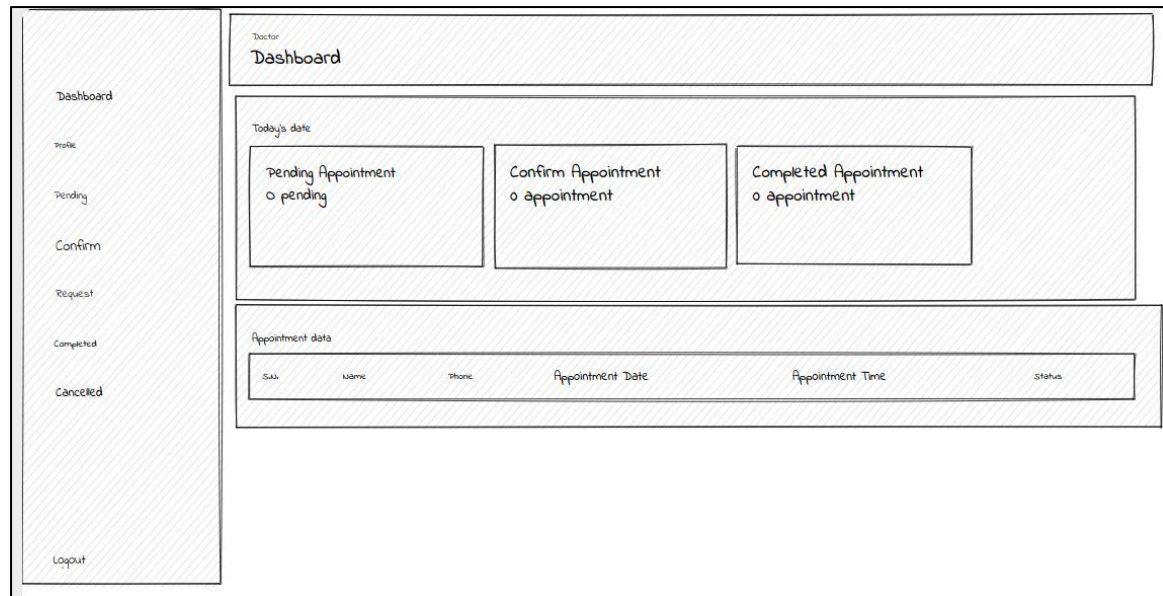 Dashboard
Profile
Pending
Confirm
Request
Completed
Cancelled
Logout
Doctor
Dashboard
Today's date
Pending Appointment
0 pending
Confirm Appointment
0 appointment
Completed Appointment
0 appointment
Appointment data
S.N. Name Phone Appointment Date Appointment Time Status